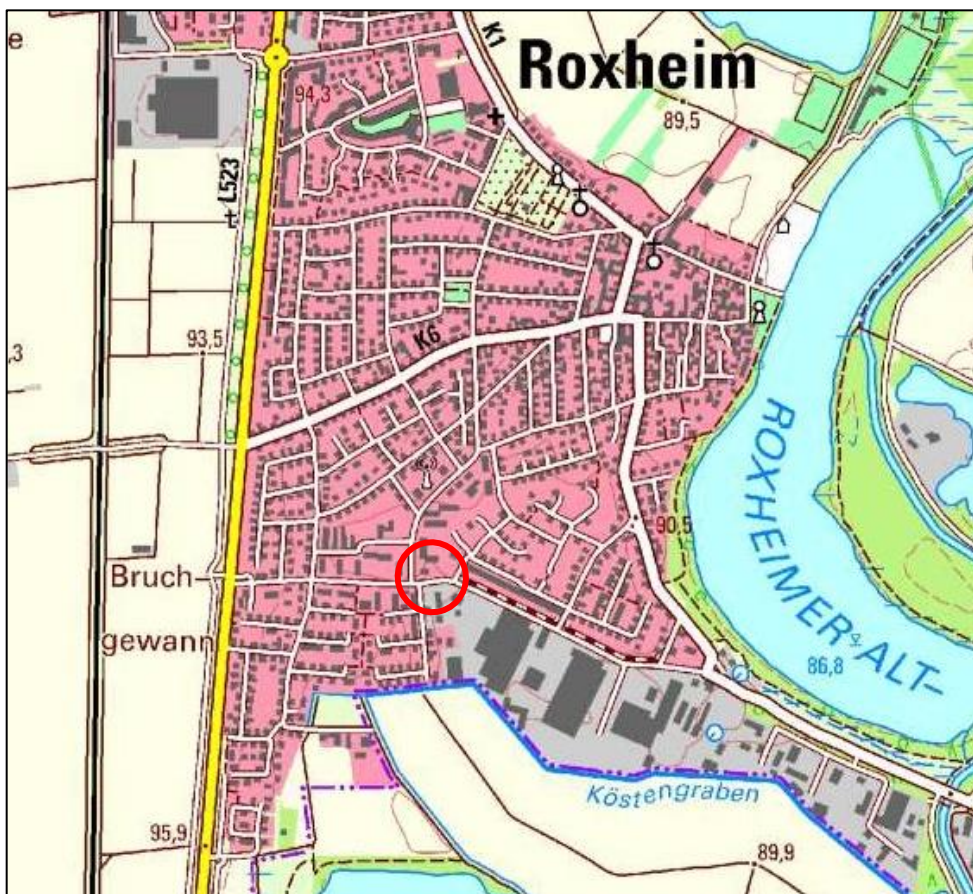 e
K1
Roxheim
94,3
89,5
L523
93,5
K6
,3
ROXHEIMER ALT–
90,5
Bruch–
gewann
86,8
Köstengraben
95,9
89,9